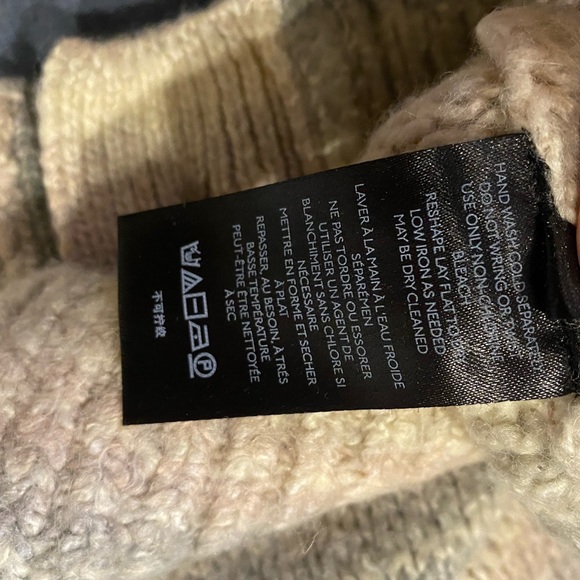 HAND WASH COLD SEPARATELY
DO NOT WRING OR
USE ONLY NON-CHLORINE
BLEACH
RESHAPE LAY FLAT TO DRY
LOW IRON AS NEEDED
MAY BE DRY CLEANED
LAVER À LA MAIN À L'EAU FROIDE
SÉPARÉMENT
NE PAS TORDRE OU ESSORER
UTILISER UN AGENT DE
BLANCHIMENT SANS CHLORE SI
NÉCESSAIRE
METTRE EN FORME ET SÉCHER
À PLAT
REPASSER, AU BESOIN, À TRÈS
BASSE TEMPÉRATURE
PEUT-ÊTRE ÊTRE NETTOYÉE
À SEC
P
不可拧绞